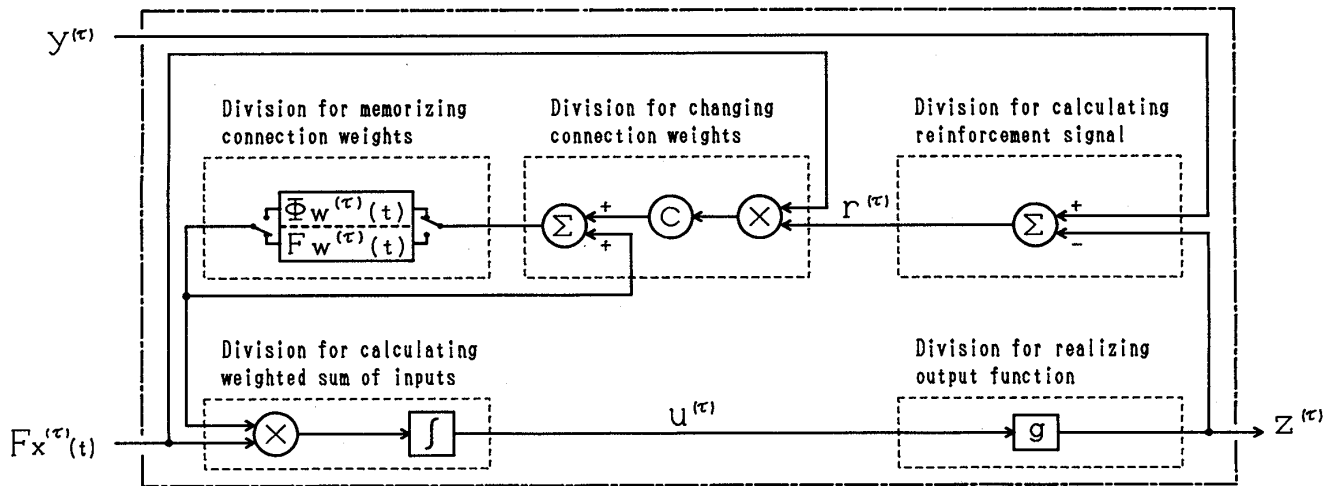 y(τ)
Division for memorizing
connection weights
Division for changing
connection weights
Division for calculating
reinforcement signal
Φw(τ)(t)
Fw(τ)(t)
Σ
+
+
C
×
r(τ)
Σ
+
−
Division for calculating
weighted sum of inputs
Division for realizing
output function
Fx(τ)(t)
×
∫
u(τ)
g
z(τ)